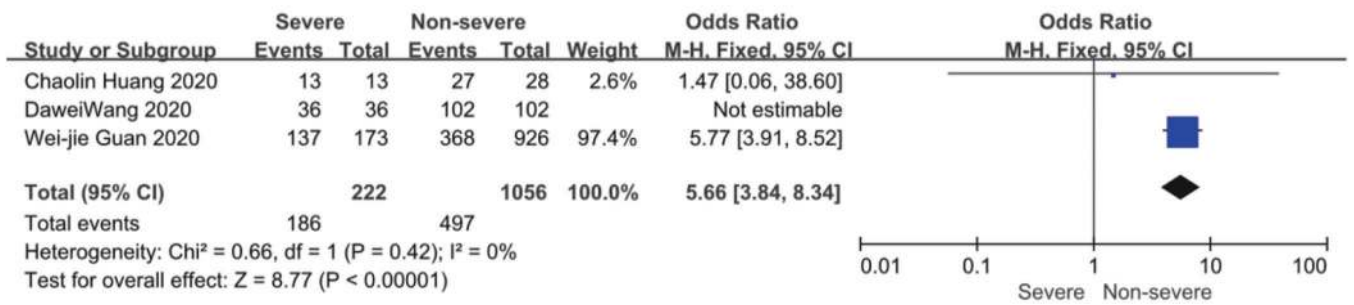 Severe Non-severe Odds Ratio Odds Ratio
Study or Subgroup Events Total Events Total Weight M-H, Fixed, 95% CI M-H, Fixed, 95% CI
Chaolin Huang 2020 13 13 27 28 2.6% 1.47 [0.06, 38.60]
DaweiWang 2020 36 36 102 102 Not estimable
Wei-jie Guan 2020 137 173 368 926 97.4% 5.77 [3.91, 8.52]
Total (95% CI) 222 1056 100.0% 5.66 [3.84, 8.34]
Total events 186 497
Heterogeneity: Chi² = 0.66, df = 1 (P = 0.42); I² = 0%
Test for overall effect: Z = 8.77 (P < 0.00001)
0.01 0.1 1 10 100
Severe Non-severe